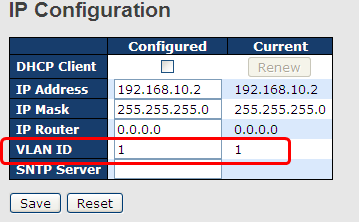 IP Configuration
Configured Current
DHCP Client Renew
IP Address 192.168.10.2 192.168.10.2
IP Mask 255.255.255.0 255.255.255.0
IP Router 0.0.0.0 0.0.0.0
VLAN ID 1 1
SNTP Server
Save Reset